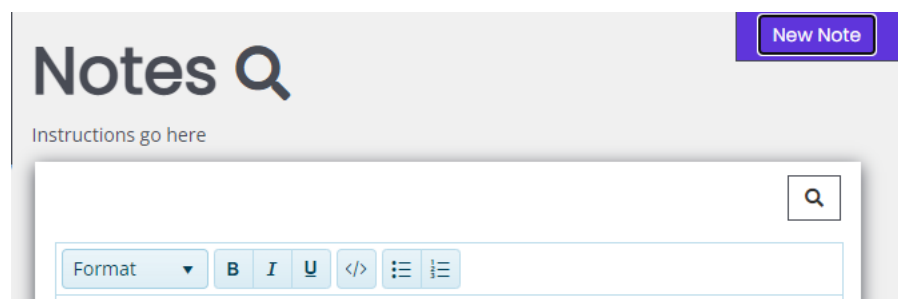 New Note
Notes
Instructions go here
Format B I U </>